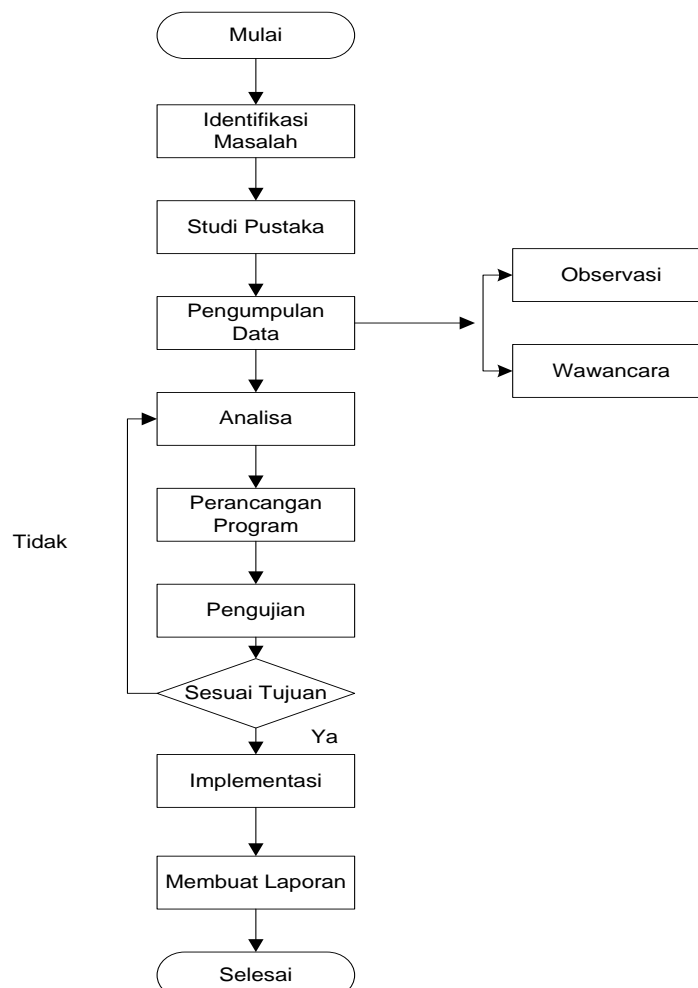 Mulai
Identifikasi
Masalah
Studi Pustaka
Observasi
Pengumpulan
Data
Wawancara
Analisa
Perancangan
Program
Tidak
Pengujian
Sesuai Tujuan
Ya
Implementasi
Membuat Laporan
Selesai